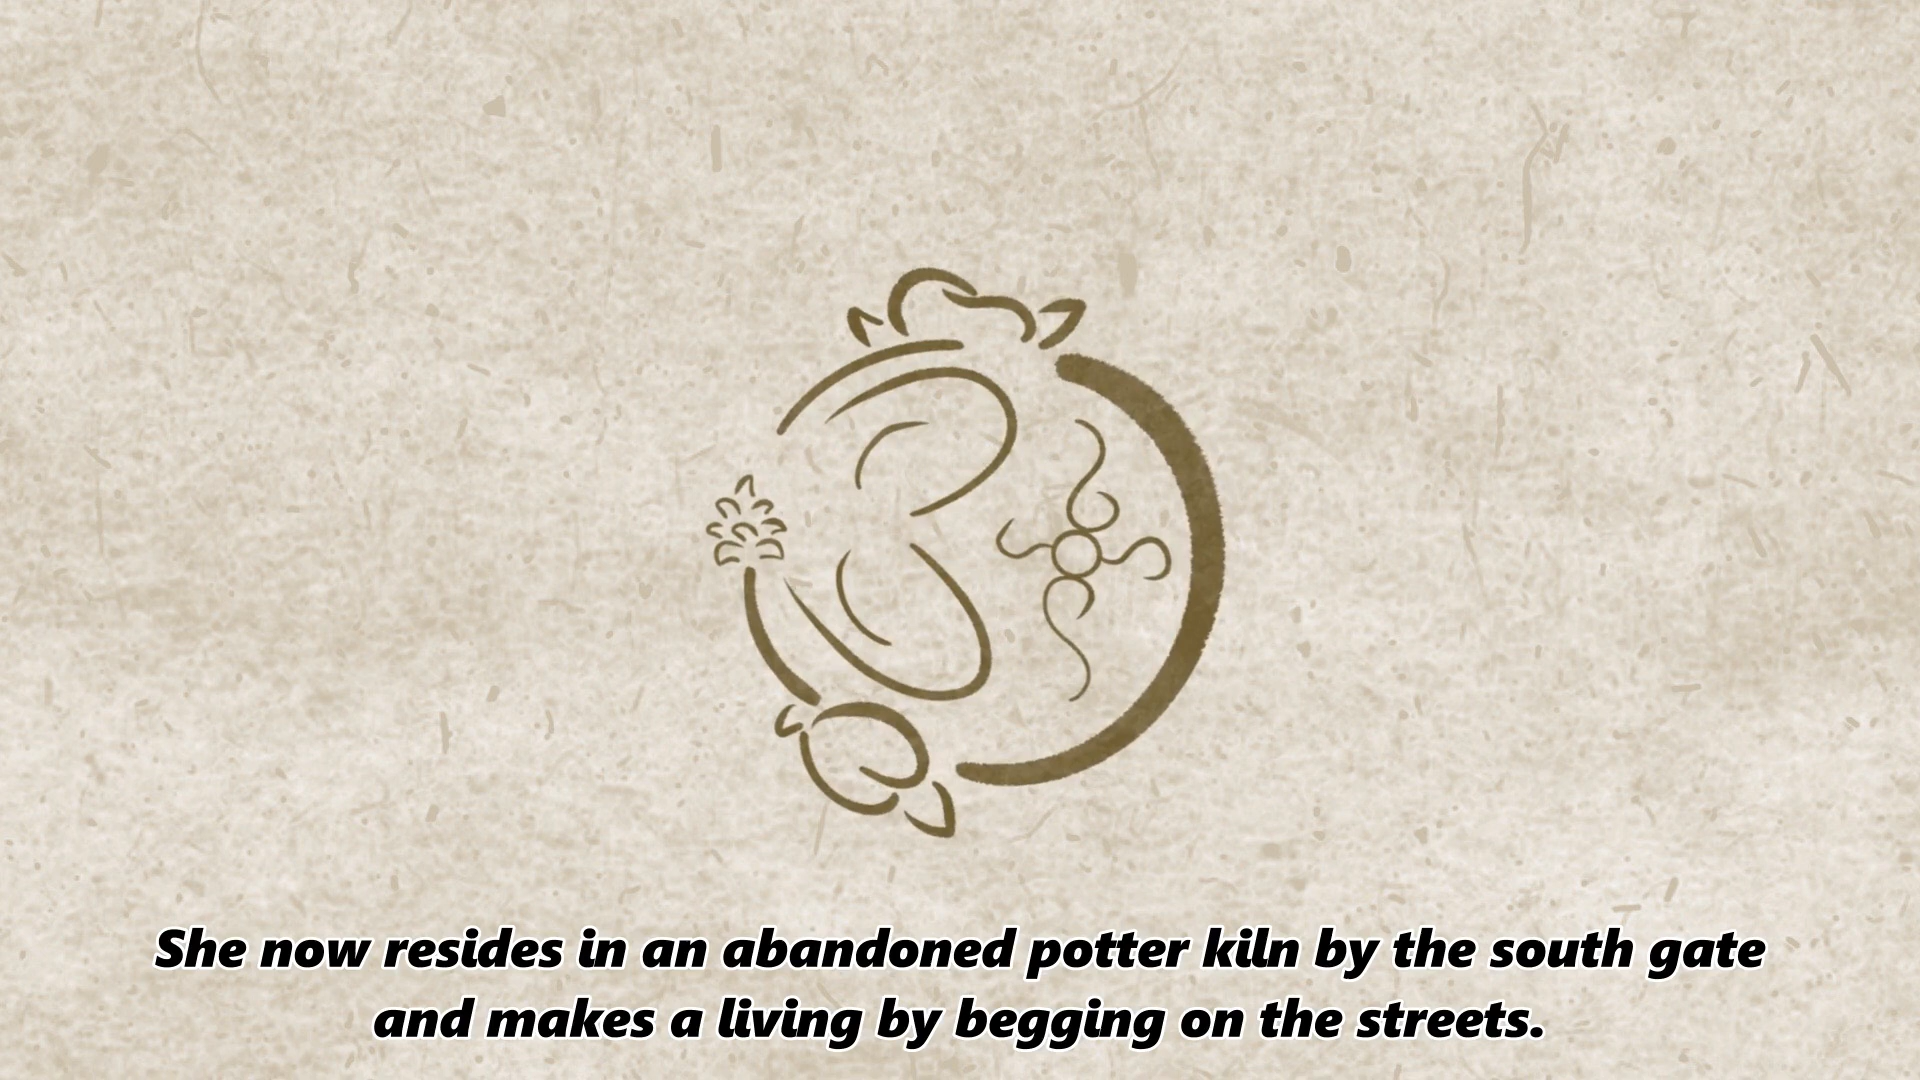 She now resides in an abandoned potter kiln by the south gate
and makes a living by begging on the streets.